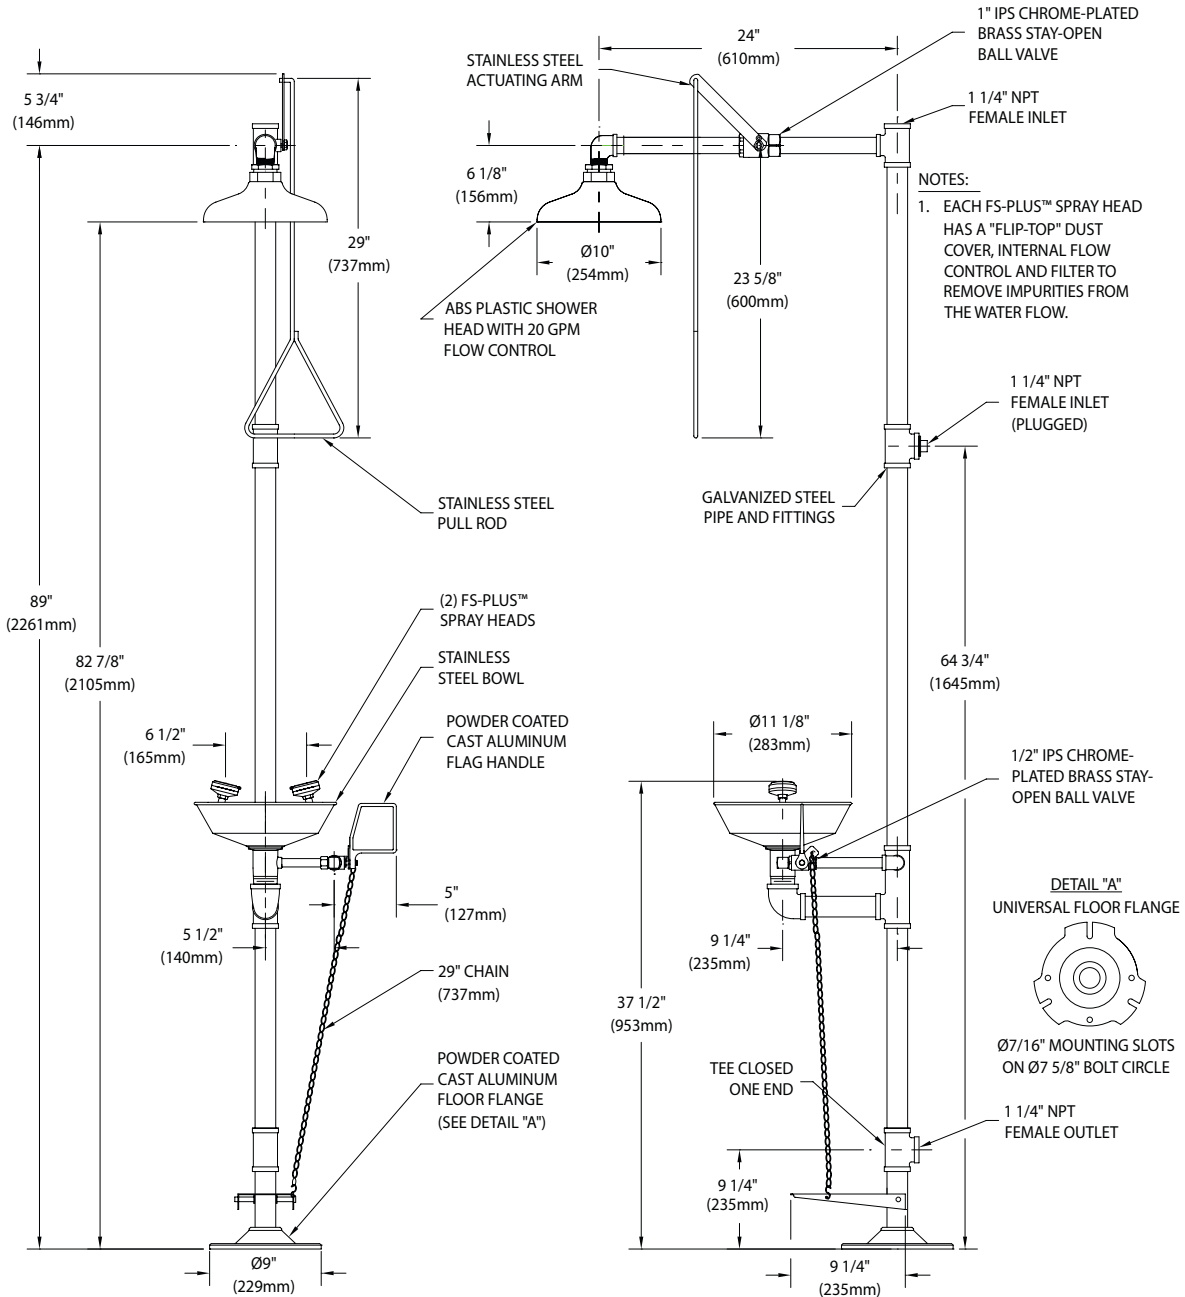 1" IPS CHROME-PLATED
BRASS STAY-OPEN
BALL VALVE
24"
(610mm)
STAINLESS STEEL
ACTUATING ARM
5 3/4"
(146mm)
1 1/4" NPT
FEMALE INLET
6 1/8"
(156mm)
NOTES:
1. EACH FS-PLUS™ SPRAY HEAD
HAS A "FLIP-TOP" DUST
COVER, INTERNAL FLOW
CONTROL AND FILTER TO
REMOVE IMPURITIES FROM
THE WATER FLOW.
29"
(737mm)
Ø10"
(254mm)
23 5/8"
(600mm)
ABS PLASTIC SHOWER
HEAD WITH 20 GPM
FLOW CONTROL
1 1/4" NPT
FEMALE INLET
(PLUGGED)
STAINLESS STEEL
PULL ROD
GALVANIZED STEEL
PIPE AND FITTINGS
89"
(2261mm)
(2) FS-PLUS™
SPRAY HEADS
82 7/8"
(2105mm)
STAINLESS
STEEL BOWL
64 3/4"
(1645mm)
6 1/2"
(165mm)
POWDER COATED
CAST ALUMINUM
FLAG HANDLE
Ø11 1/8"
(283mm)
1/2" IPS CHROME-
PLATED BRASS STAY-
OPEN BALL VALVE
5"
(127mm)
DETAIL "A"
UNIVERSAL FLOOR FLANGE
5 1/2"
(140mm)
9 1/4"
(235mm)
29" CHAIN
(737mm)
37 1/2"
(953mm)
Ø7/16" MOUNTING SLOTS
ON Ø7 5/8" BOLT CIRCLE
POWDER COATED
CAST ALUMINUM
FLOOR FLANGE
(SEE DETAIL "A")
TEE CLOSED
ONE END
1 1/4" NPT
FEMALE OUTLET
9 1/4"
(235mm)
Ø9"
(229mm)
9 1/4"
(235mm)